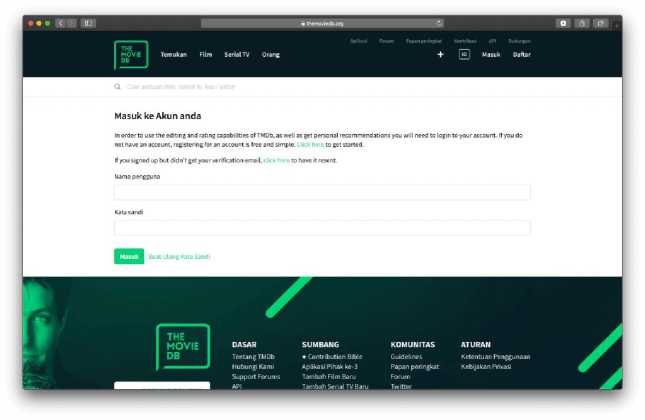 themoviedb.org
Aplikasi Forum Papan peringkat Kontribusi API Dukungan
THE
MOVIE
DB
Temukan Film Serial TV Orang
+ ID Masuk Daftar
Masuk ke Akun anda
In order to use the editing and rating capabilities of TMDb, as well as get personal recommendations you will need to login to your account. If you do
not have an account, registering for an account is free and simple. Click here to get started.
If you signed up but didn't get your verification email, click here to have it resent.
Nama pengguna
Kata sandi
Masuk Buat Ulang Kata Sandi
THE
MOVIE
DB
DASAR SUMBANG KOMUNITAS ATURAN
Tentang TMDb ♥ Contribution Bible Guidelines Ketentuan Penggunaan
Hubungi Kami Aplikasi Pihak ke-3 Papan peringkat Kebijakan Privasi
Support Forums Tambah Film Baru Forum
API Tambah Serial TV Baru Twitter